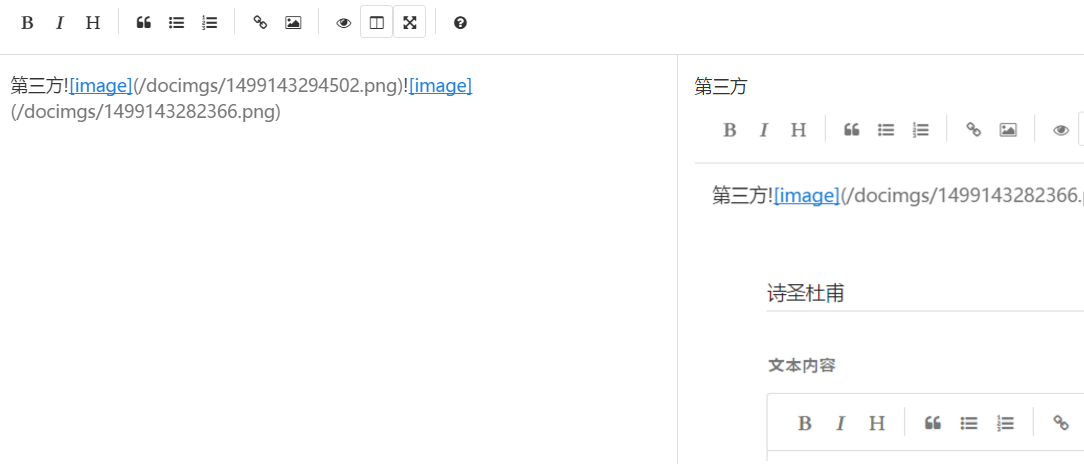 B I H
第三方![image](/docimgs/1499143294502.png)![image]
(/docimgs/1499143282366.png)
第三方
B I H
第三方![image](/docimgs/1499143282366.
诗圣杜甫
文本内容
B I H